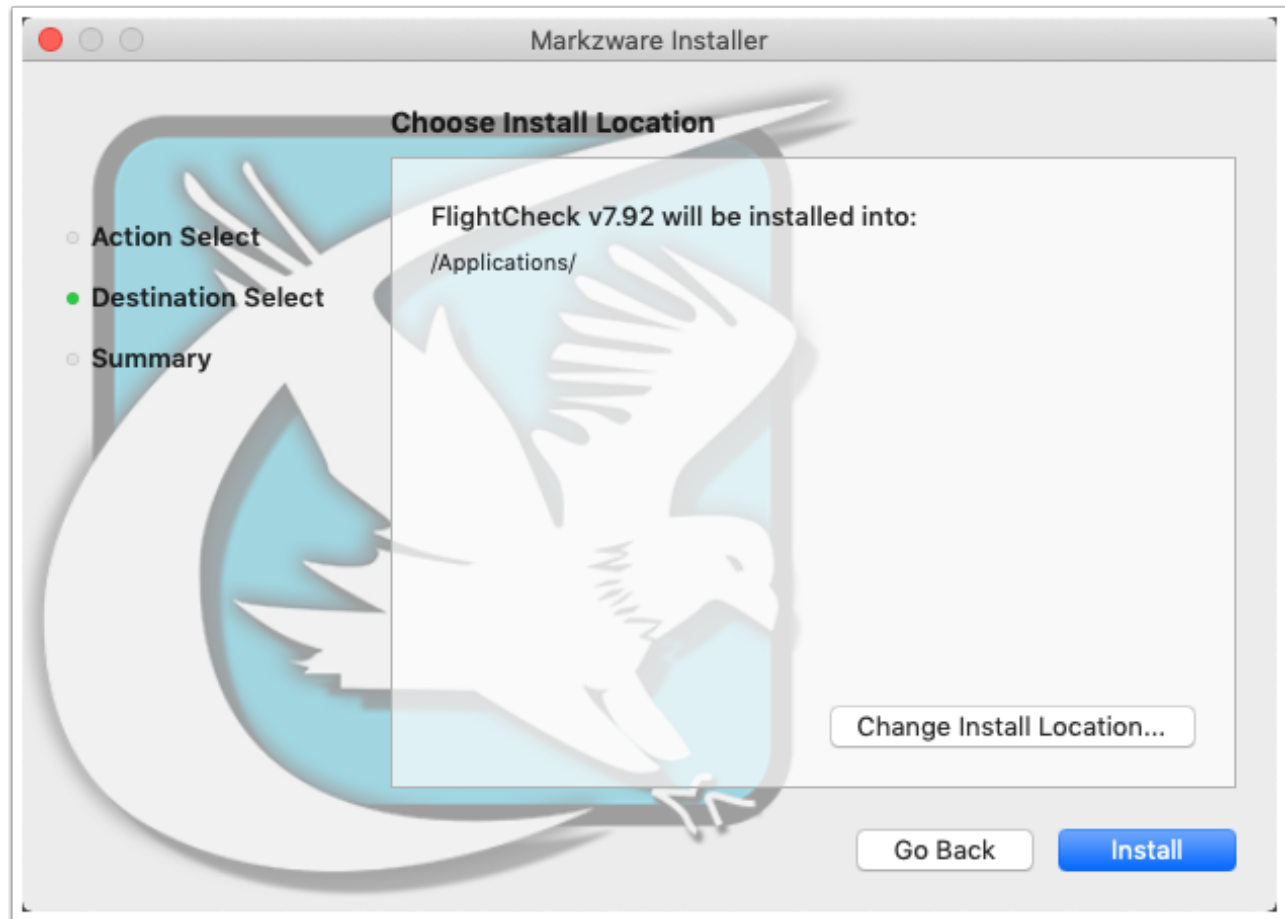 Markzware Installer
Choose Install Location
Action Select
Destination Select
Summary
FlightCheck v7.92 will be installed into:
/Applications/
Change Install Location...
Go Back
Install